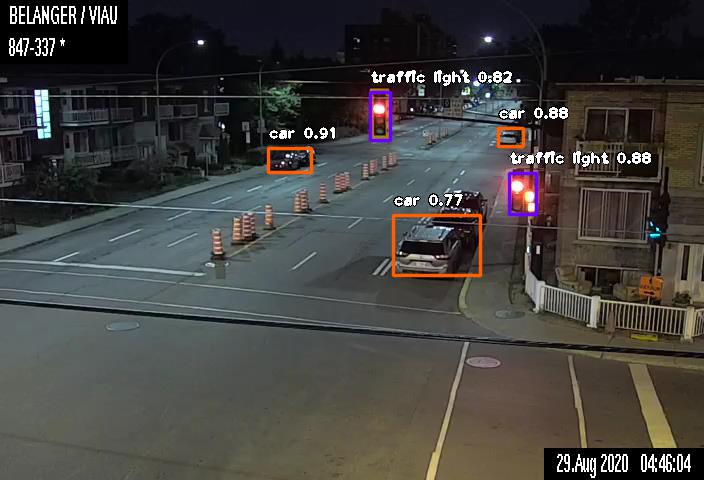 BELANGER / VIAU
847-337 *
traffic light 0.82
car 0.88
car 0.91
traffic light 0.88
car 0.77
29.Aug 2020 04:46:04